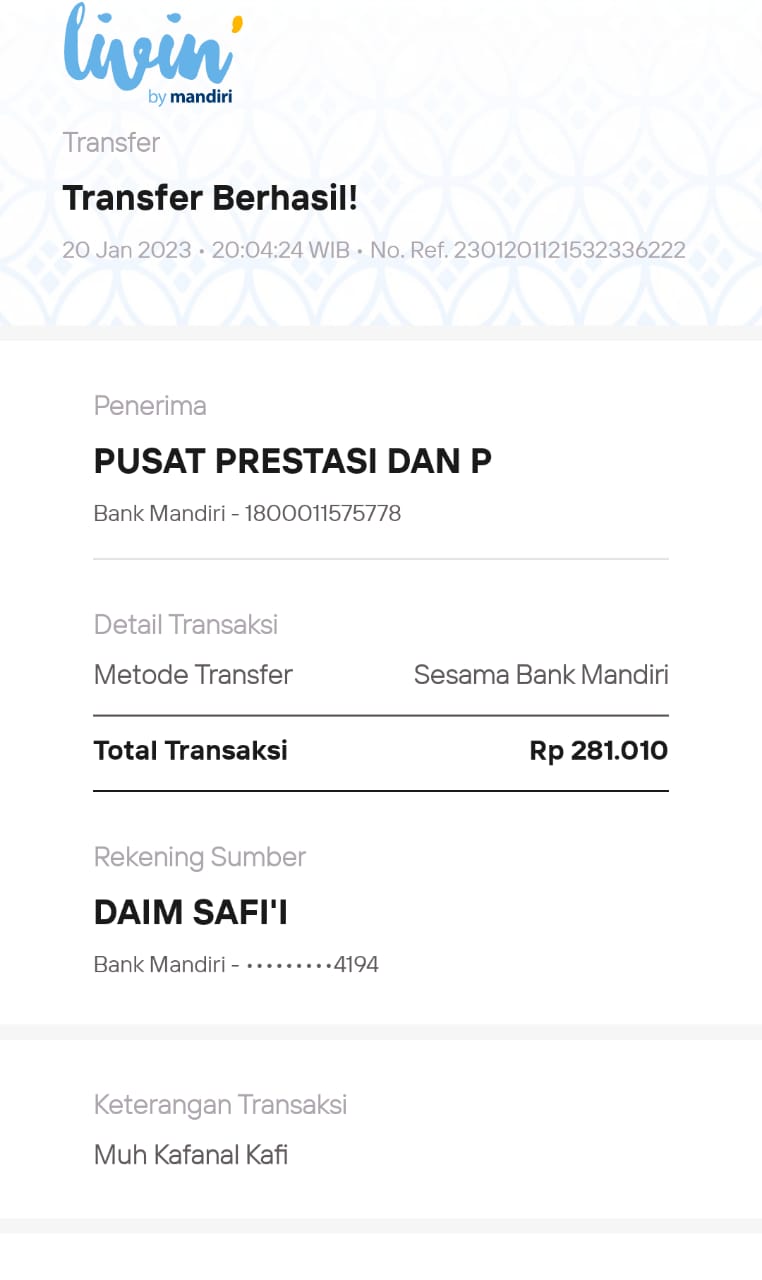 livin'
by mandiri
Transfer
Transfer Berhasil!
20 Jan 2023 • 20:04:24 WIB • No. Ref. 2301201121532336222
Penerima
PUSAT PRESTASI DAN P
Bank Mandiri - 1800011575778
Detail Transaksi
Metode Transfer Sesama Bank Mandiri
Total Transaksi Rp 281.010
Rekening Sumber
DAIM SAFI'I
Bank Mandiri - •••••••••4194
Keterangan Transaksi
Muh Kafanal Kafi